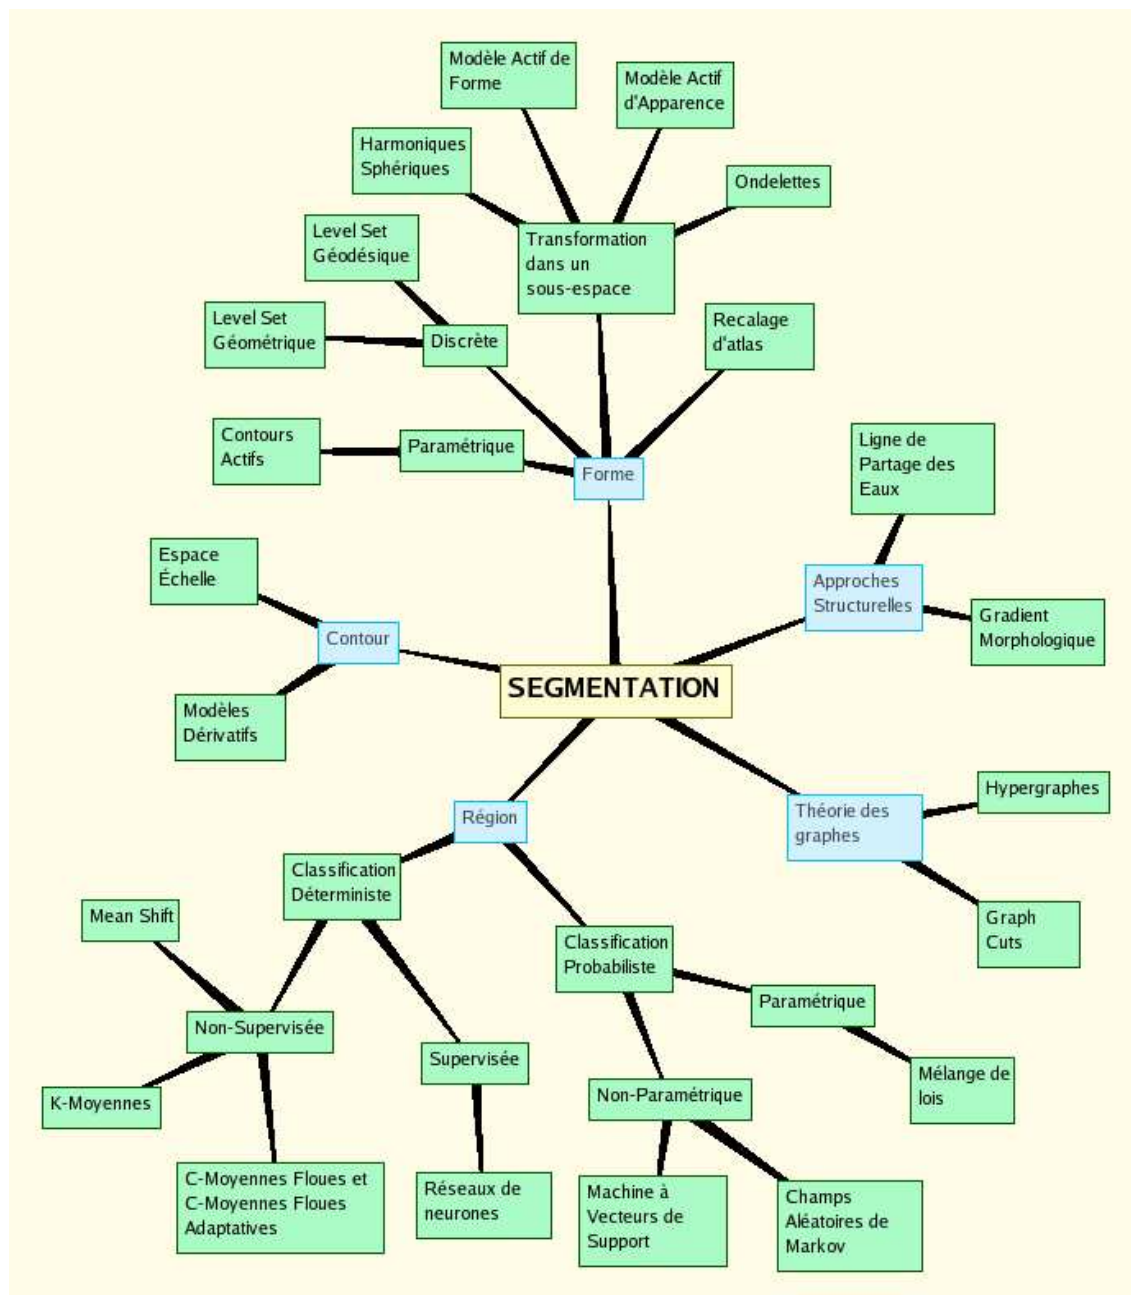 Modèle Actif de
Forme
Modèle Actif
d'Apparence
Harmoniques
Sphériques
Ondelettes
Level Set
Géodésique
Transformation
dans un
sous-espace
Level Set
Géométrique
Discrète
Recalage
d'atlas
Contours
Actifs
Paramétrique
Forme
Ligne de
Partage des
Eaux
Espace
Échelle
Approches
Structurelles
Gradient
Morphologique
Contour
SEGMENTATION
Modèles
Dérivatifs
Hypergraphes
Région
Théorie des
graphes
Classification
Déterministe
Mean Shift
Graph
Cuts
Classification
Probabiliste
Paramétrique
Non-Supervisée
Supervisée
Mélange de
lois
K-Moyennes
Non-Paramétrique
C-Moyennes Floues et
C-Moyennes Floues
Adaptatives
Réseaux de
neurones
Machine à
Vecteurs de
Support
Champs
Aléatoires de
Markov